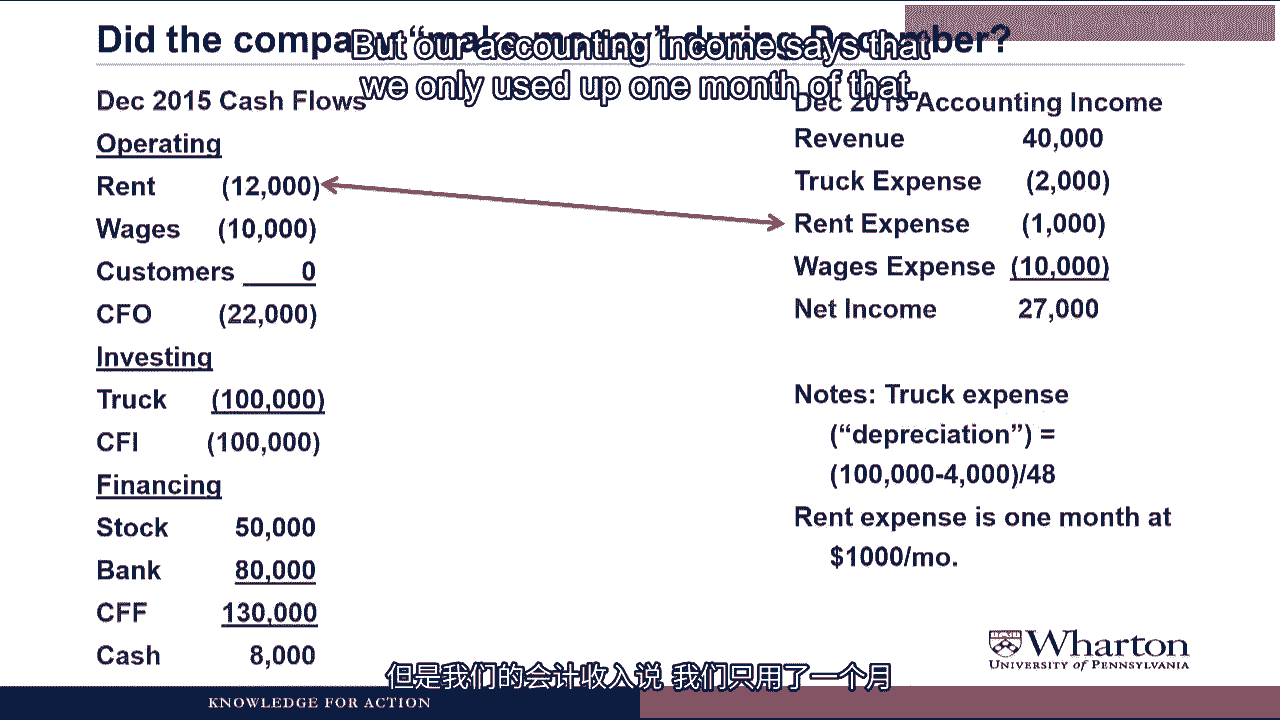 Did the company “make money” during December?
But our accounting income says that
we only used up one month of that.
Dec 2015 Cash Flows
Operating
Rent (12,000)
Wages (10,000)
Customers 0
CFO (22,000)
Investing
Truck (100,000)
CFI (100,000)
Financing
Stock 50,000
Bank 80,000
CFF 130,000
Cash 8,000
Dec 2015 Accounting Income
Revenue 40,000
Truck Expense (2,000)
Rent Expense (1,000)
Wages Expense (10,000)
Net Income 27,000
Notes: Truck expense
(“depreciation”) =
(100,000-4,000)/48
Rent expense is one month at
$1000/mo.
Wharton
UNIVERSITY of PENNSYLVANIA
但是我们的会计收入说 我们只用了一个月
KNOWLEDGE FOR ACTION